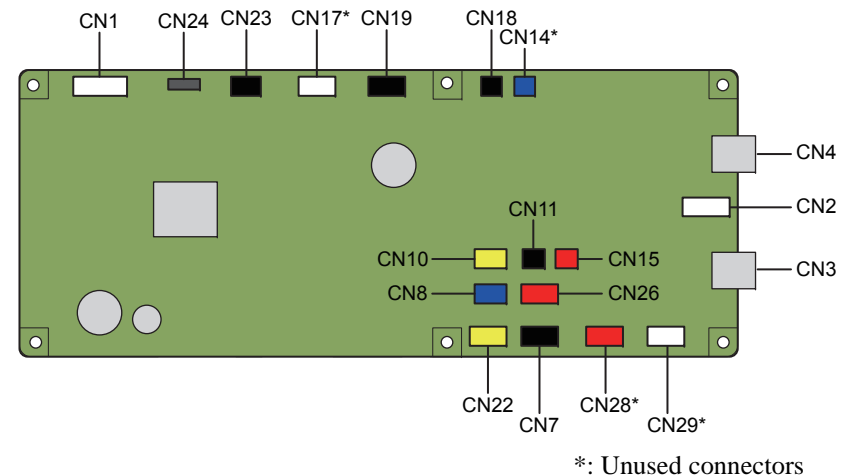 CN1 CN24 CN23 CN17* CN19 CN18
CN14*
CN4
CN2
CN11
CN10 CN15 CN3
CN8 CN26
CN22 CN28*
CN7 CN29*
*: Unused connectors